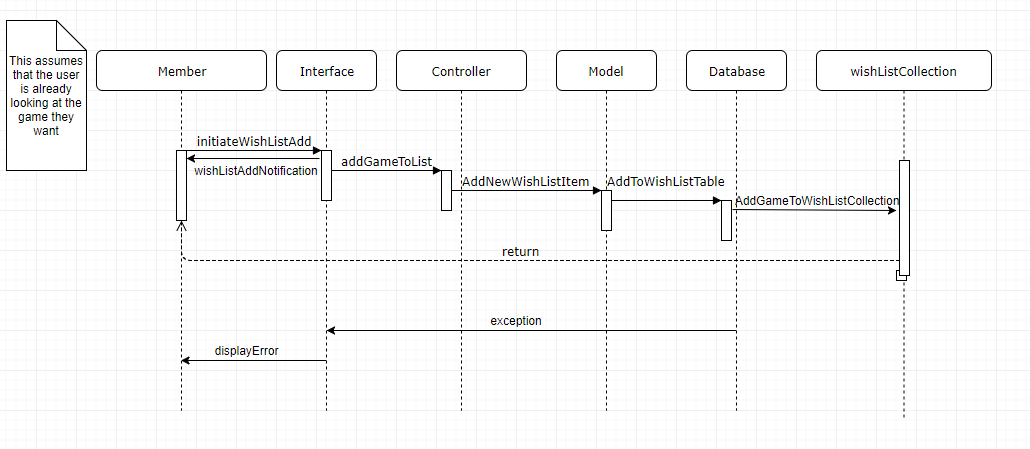 This assumes
that the user
is already
looking at the
game they
want
Member
Interface
Controller
Model
Database
wishListCollection
initiateWishListAdd
wishListAddNotification
addGameToList
AddNewWishListItem
AddToWishListTable
AddGameToWishListCollection
return
exception
displayError